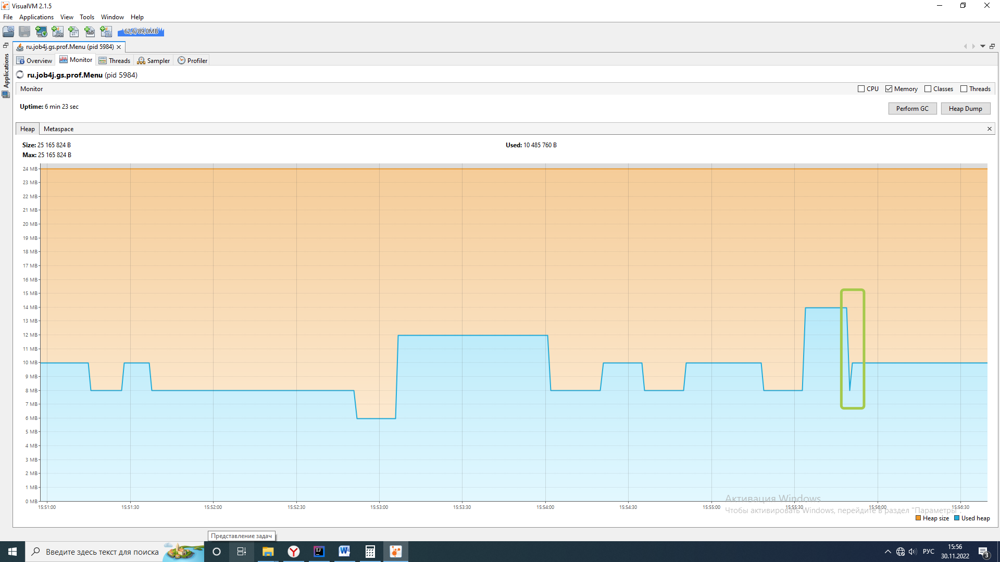 VisualVM 2.1.5
File Applications View Tools Window Help
62,6/89,0MB
ru.job4j.gs.prof.Menu (pid 5984)
Applications
Overview Monitor Threads Sampler Profiler
ru.job4j.gs.prof.Menu (pid 5984)
Monitor CPU Memory Classes Threads
Uptime: 6 min 23 sec
Perform GC Heap Dump
Heap Metaspace
Size: 25 165 824 B
Used: 10 485 760 B
Max: 25 165 824 B
24 MB
23 MB
22 MB
21 MB
20 MB
19 MB
18 MB
17 MB
16 MB
15 MB
14 MB
13 MB
12 MB
11 MB
10 MB
9 MB
8 MB
7 MB
6 MB
5 MB
4 MB
3 MB
2 MB
1 MB
0 MB
15:51:00 15:51:30 15:52:00 15:52:30 15:53:00 15:53:30 15:54:00 15:54:30 15:55:00 15:55:30 15:56:00 15:56:30
Активация Windows
Чтобы активировать Windows, перейдите в раздел "Параметры".
Heap size Used heap
Представление задач
Введите здесь текст для поиска
РУС
15:56
30.11.2022
3